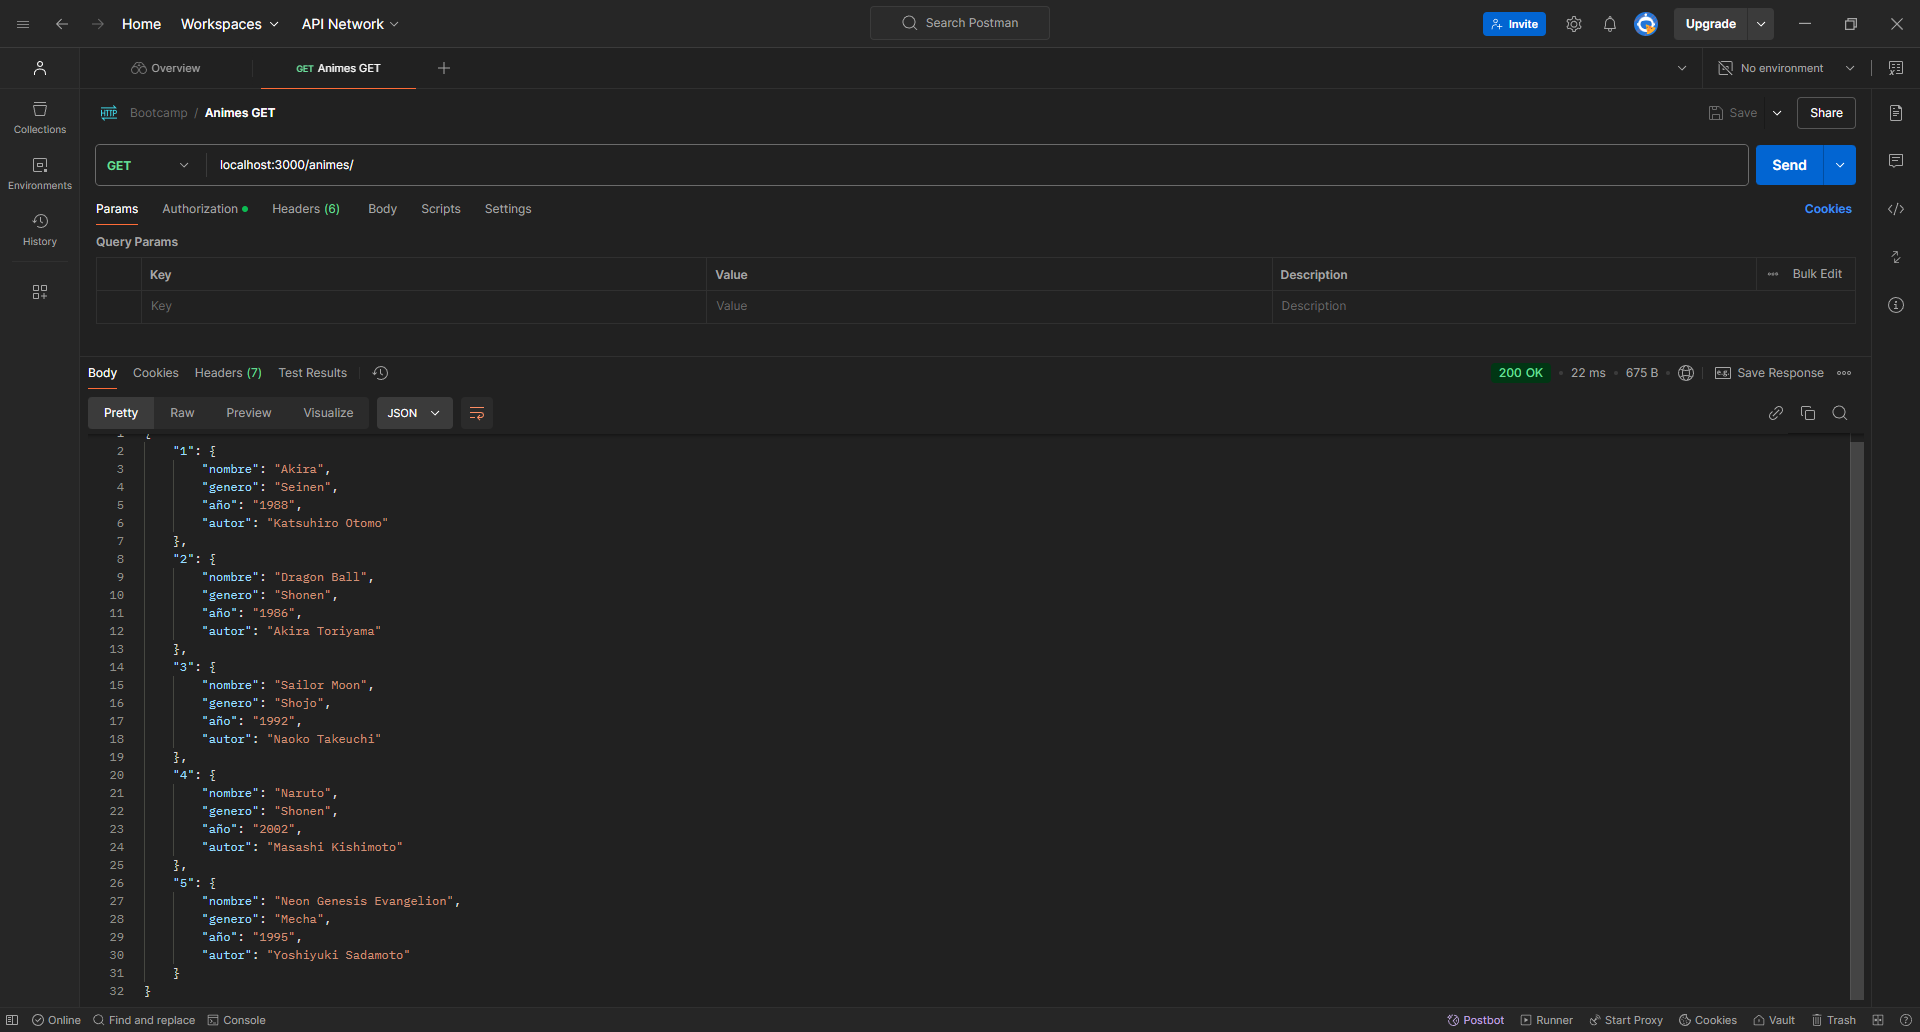 Home Workspaces API Network Search Postman Invite Upgrade
Overview GET Animes GET No environment
HTTP Bootcamp / Animes GET Save Share
Collections
GET localhost:3000/animes/ Send
Environments
Params Authorization Headers (6) Body Scripts Settings Cookies
History
Query Params
Key Value Description Bulk Edit
Key Value Description
Body Cookies Headers (7) Test Results 200 OK 22 ms 675 B e.g. Save Response
Pretty Raw Preview Visualize JSON
1 {
2 "1": {
3 "nombre": "Akira",
4 "genero": "Seinen",
5 "año": "1988",
6 "autor": "Katsuhiro Otomo"
7 },
8 "2": {
9 "nombre": "Dragon Ball",
10 "genero": "Shonen",
11 "año": "1986",
12 "autor": "Akira Toriyama"
13 },
14 "3": {
15 "nombre": "Sailor Moon",
16 "genero": "Shojo",
17 "año": "1992",
18 "autor": "Naoko Takeuchi"
19 },
20 "4": {
21 "nombre": "Naruto",
22 "genero": "Shonen",
23 "año": "2002",
24 "autor": "Masashi Kishimoto"
25 },
26 "5": {
27 "nombre": "Neon Genesis Evangelion",
28 "genero": "Mecha",
29 "año": "1995",
30 "autor": "Yoshiyuki Sadamoto"
31 }
32 }
Online Find and replace Console Postbot Runner Start Proxy Cookies Vault Trash